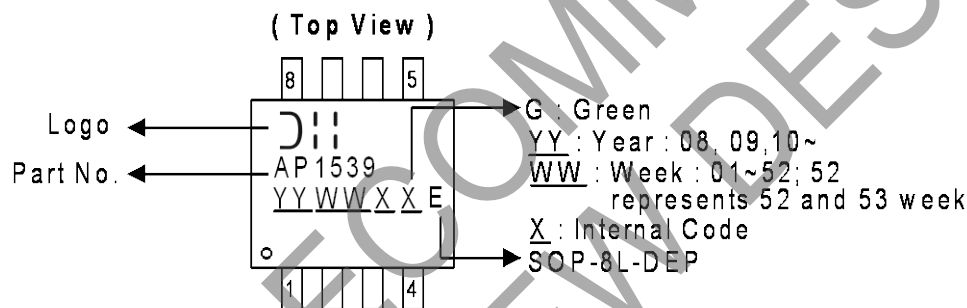 ( Top View )
8 5
Logo
Part No.
AP1539
YY WW X X E
1 4
G : Green
YY : Year : 08, 09,10~
WW : Week : 01~52; 52
represents 52 and 53 week
X : Internal Code
SOP-8L-DEP